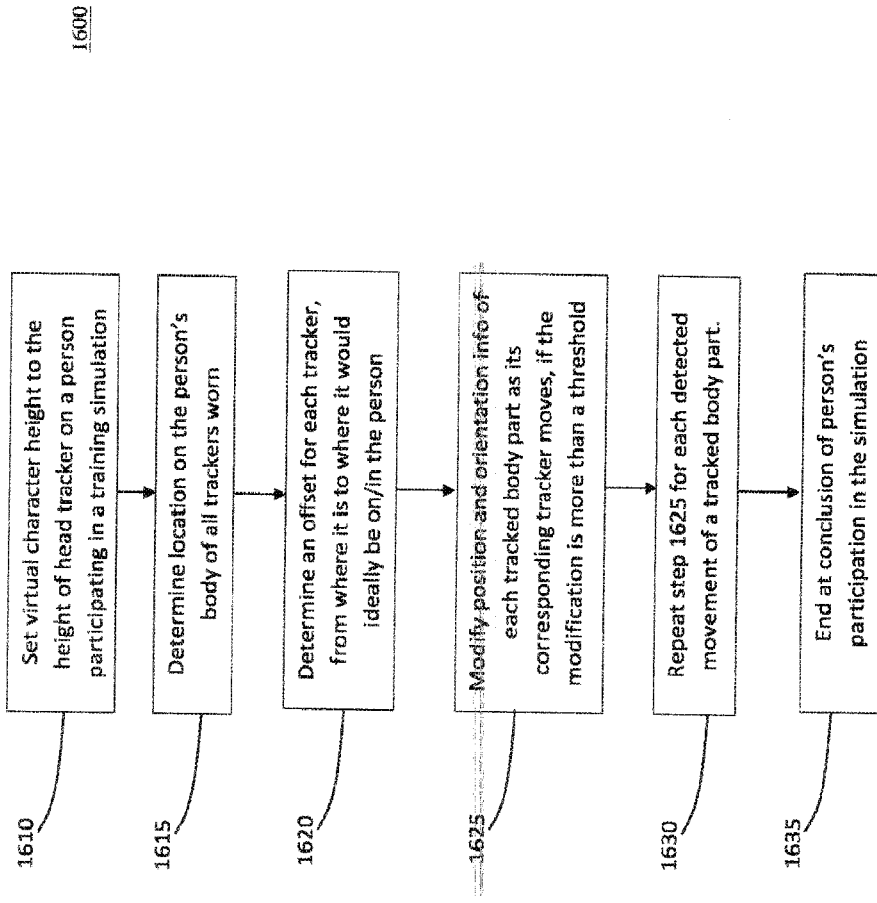 1600
1610
Set virtual character height to the
height of head tracker on a person
participating in a training simulation
1615
Determine location on the person's
body of all trackers worn
1620
Determine an offset for each tracker,
from where it is to where it would
ideally be on/in the person
1625
Modify position and orientation info of
each tracked body part as its
corresponding tracker moves, if the
modification is more than a threshold
1630
Repeat step 1625 for each detected
movement of a tracked body part.
1635
End at conclusion of person's
participation in the simulation